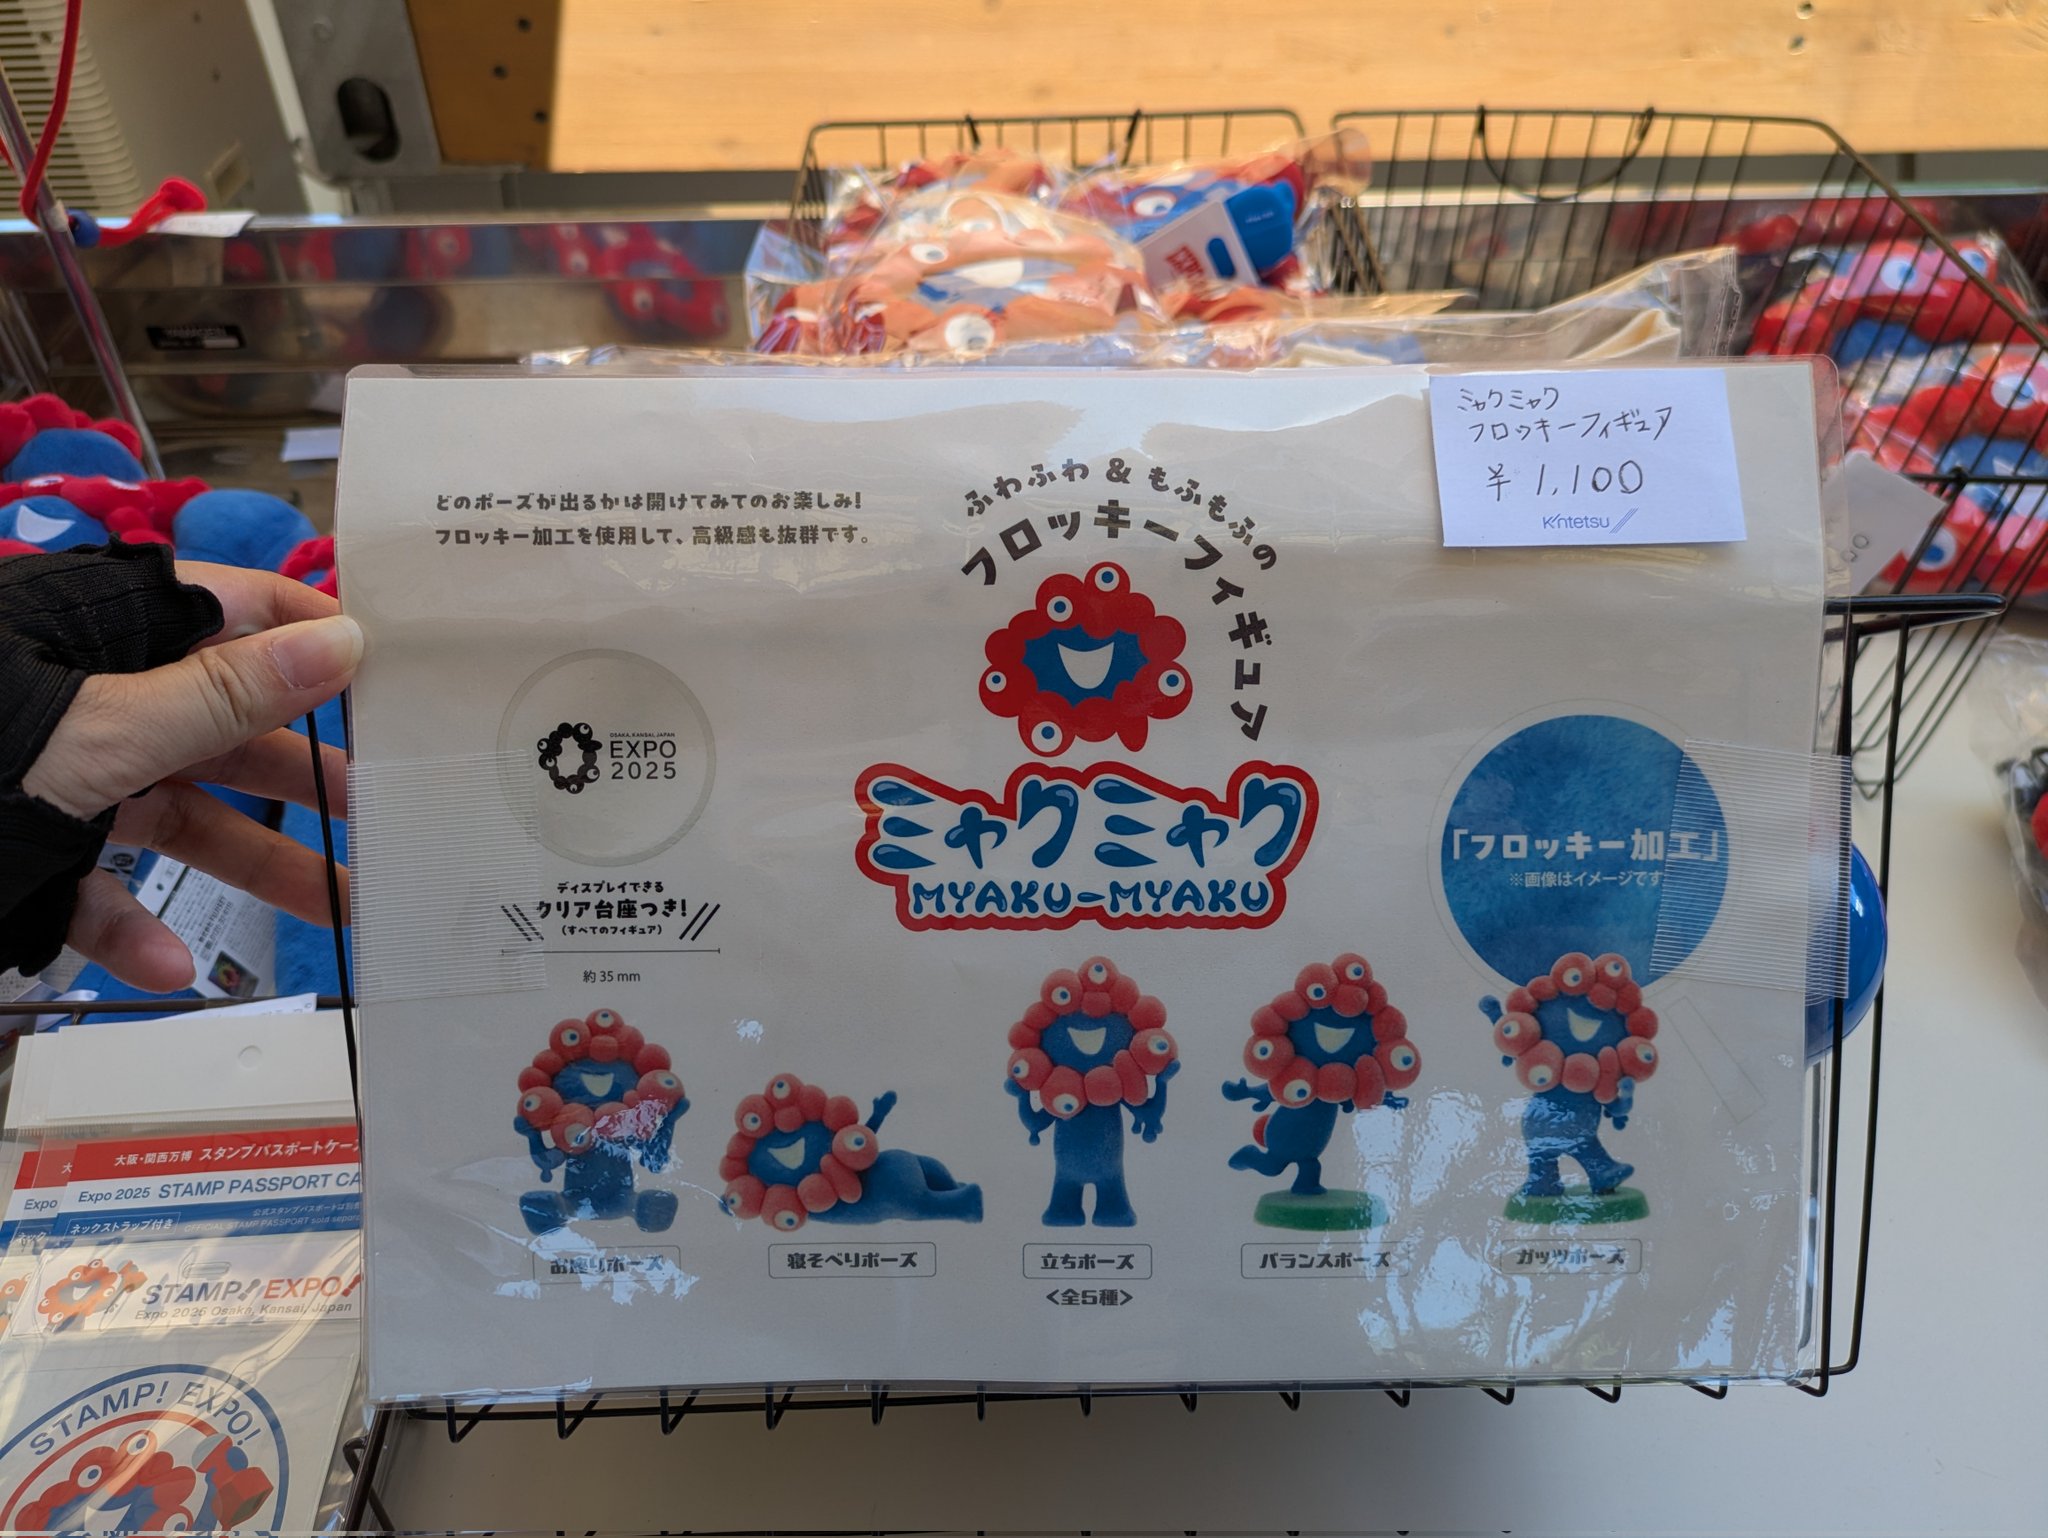 ミャクミャク
フロッキーフィギュア
¥1,100
Kintetsu
どのポーズが出るかは開けてみてのお楽しみ!
フロッキー加工を使用して、高級感も抜群です。
ふわふわ&もふもふの
フロッキーフィギュア
OSAKA, KANSAI, JAPAN
EXPO
2025
ミャクミャク
MYAKU-MYAKU
「フロッキー加工」
※画像はイメージです
ディスプレイできる
クリア台座つき!
(すべてのフィギュア)
約35mm
お座りポーズ
寝そべりポーズ
立ちポーズ
バランスポーズ
ガッツポーズ
<全5種>
大阪・関西万博 スタンプパスポートケー
Expo 2025 STAMP PASSPORT CA
ネックストラップ付き
OFFICIAL STAMP PASSPORT sold separa
STAMP! EXPO!
Expo 2025 Osaka, Kansai, Japan
STAMP! EXPO!
Expo